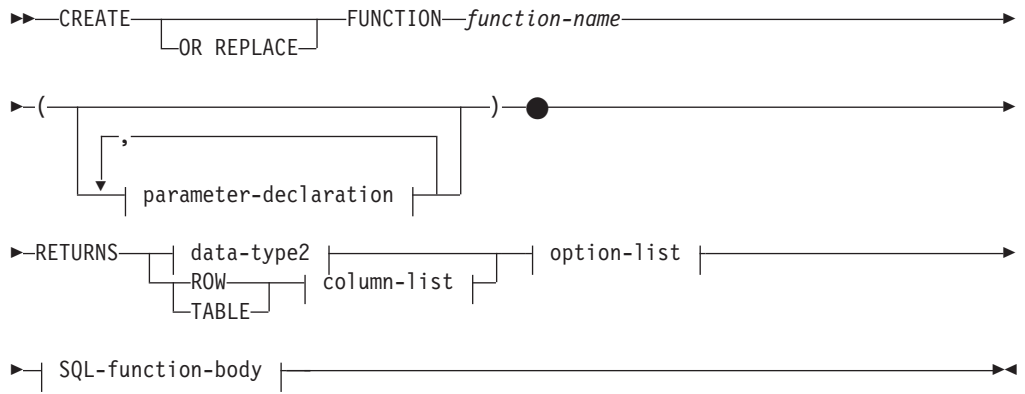 CREATE FUNCTION function-name
OR REPLACE
( )
,
parameter-declaration
RETURNS data-type2 option-list
ROW column-list
TABLE
SQL-function-body